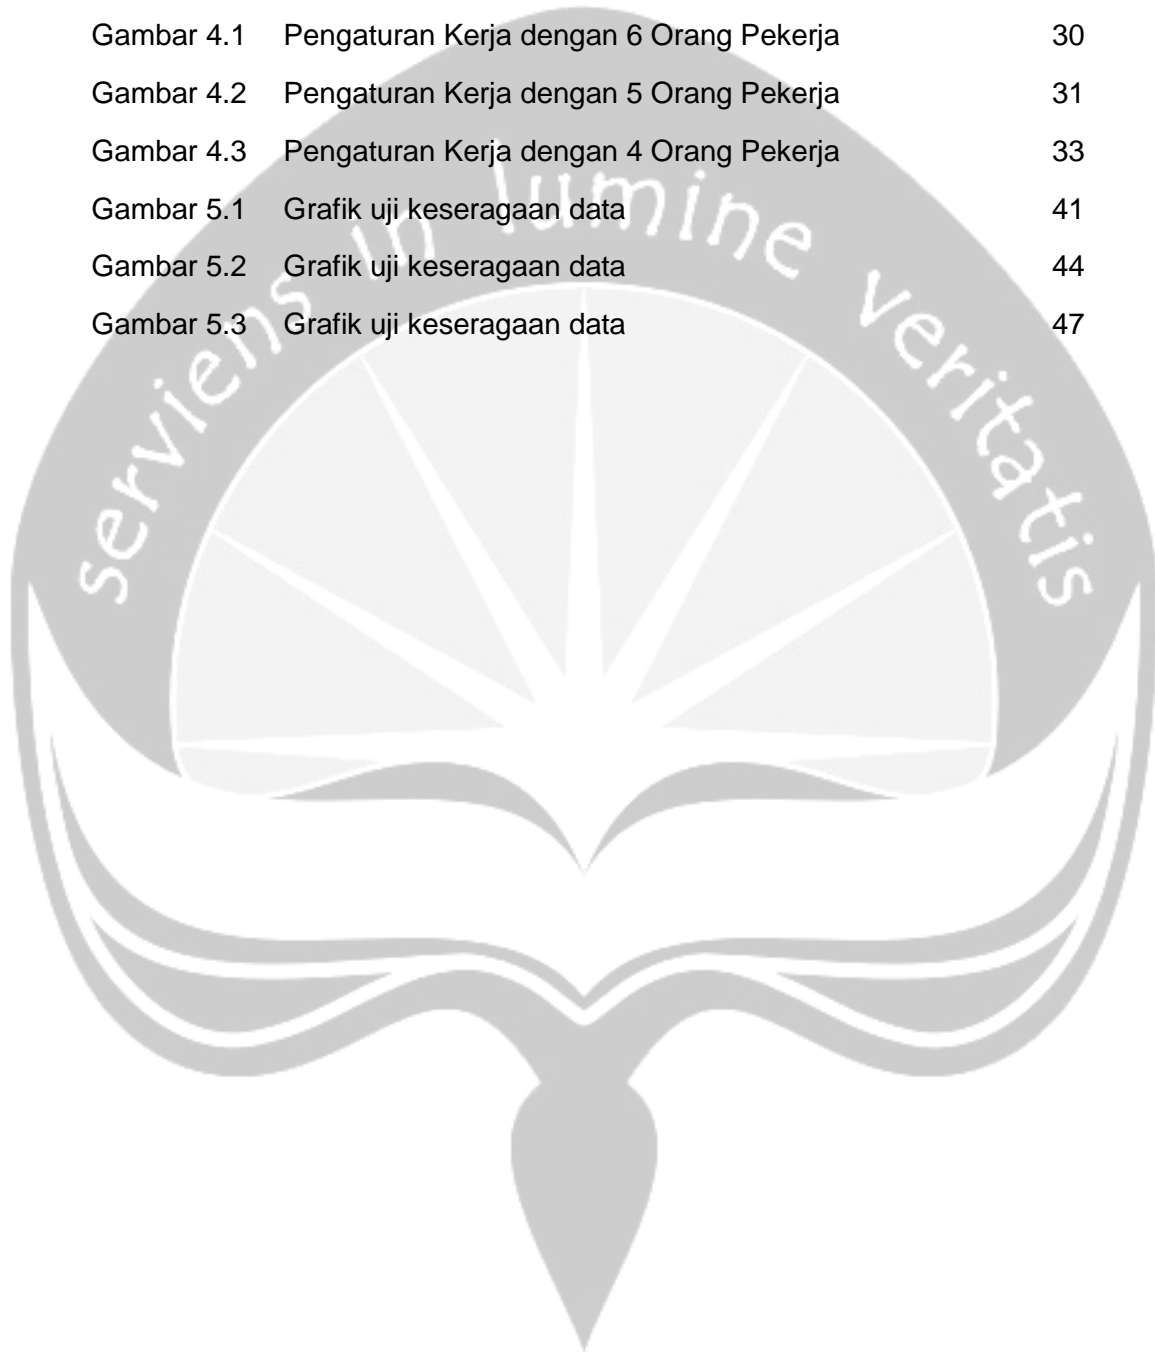 Gambar 4.1 Pengaturan Kerja dengan 6 Orang Pekerja 30
Gambar 4.2 Pengaturan Kerja dengan 5 Orang Pekerja 31
Gambar 4.3 Pengaturan Kerja dengan 4 Orang Pekerja 33
Gambar 5.1 Grafik uji keseragaan data 41
Gambar 5.2 Grafik uji keseragaan data 44
Gambar 5.3 Grafik uji keseragaan data 47
serviens in lumine veritatis